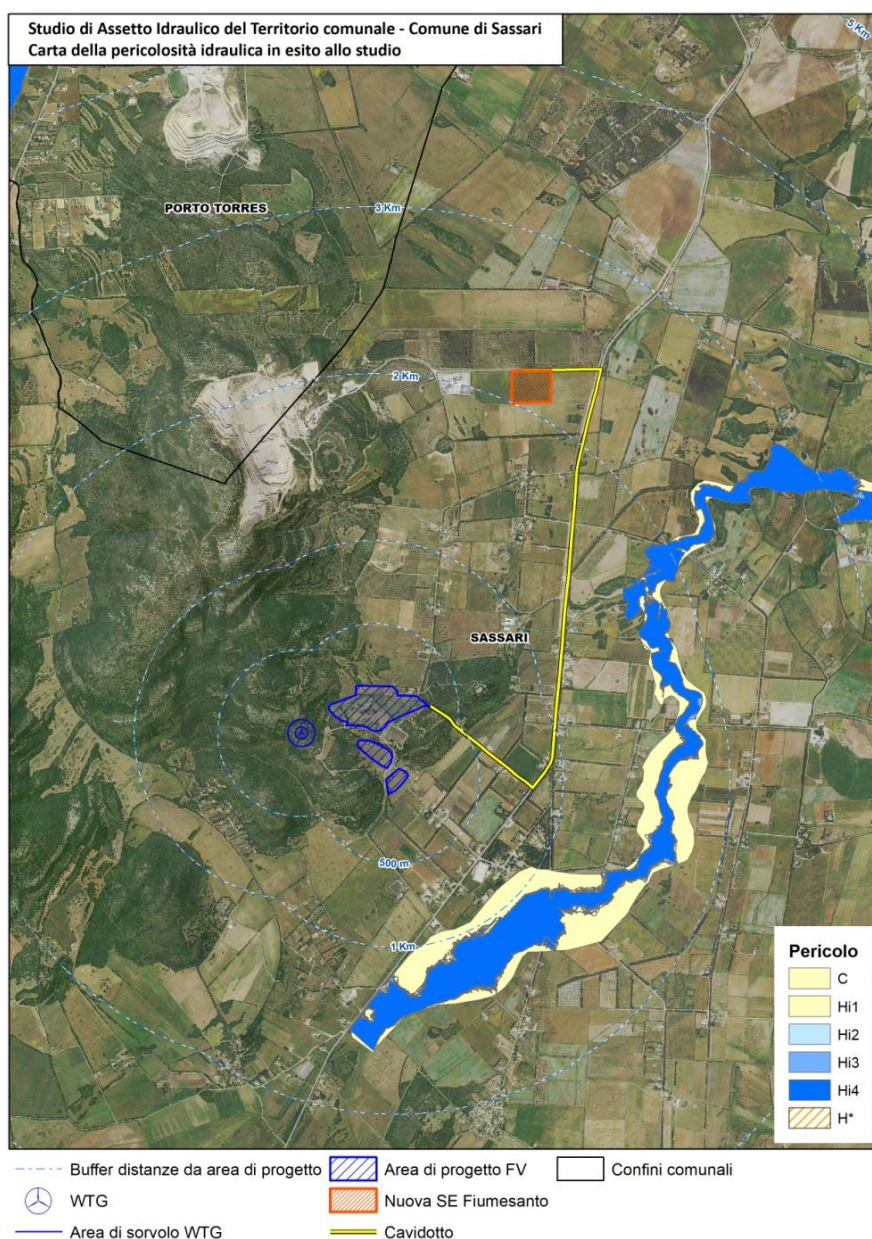 Studio di Assetto Idraulico del Territorio comunale - Comune di Sassari
Carta della pericolosità idraulica in esito allo studio
5 Km
PORTO TORRES
3 Km
2 Km
SASSARI
500 m
1 Km
Pericolo
C
Hi1
Hi2
Hi3
Hi4
H*
Buffer distanze da area di progetto
Area di progetto FV
Confini comunali
WTG
Nuova SE Fiumesanto
Area di sorvolo WTG
Cavidotto